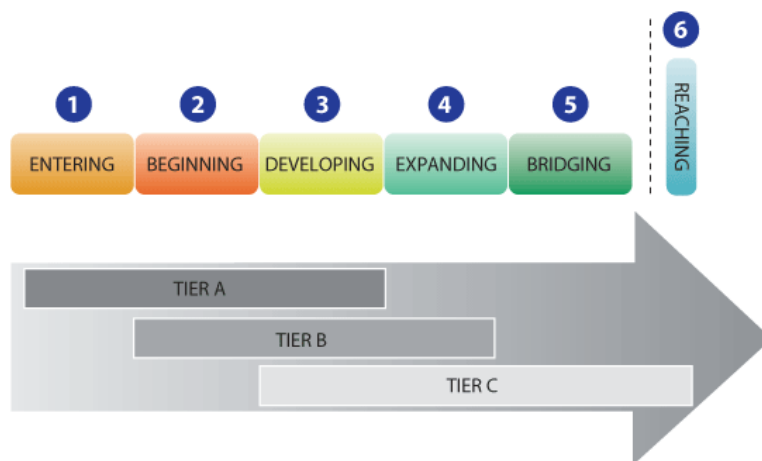 6
1 2 3 4 5
REACHING
ENTERING BEGINNING DEVELOPING EXPANDING BRIDGING
TIER A
TIER B
TIER C